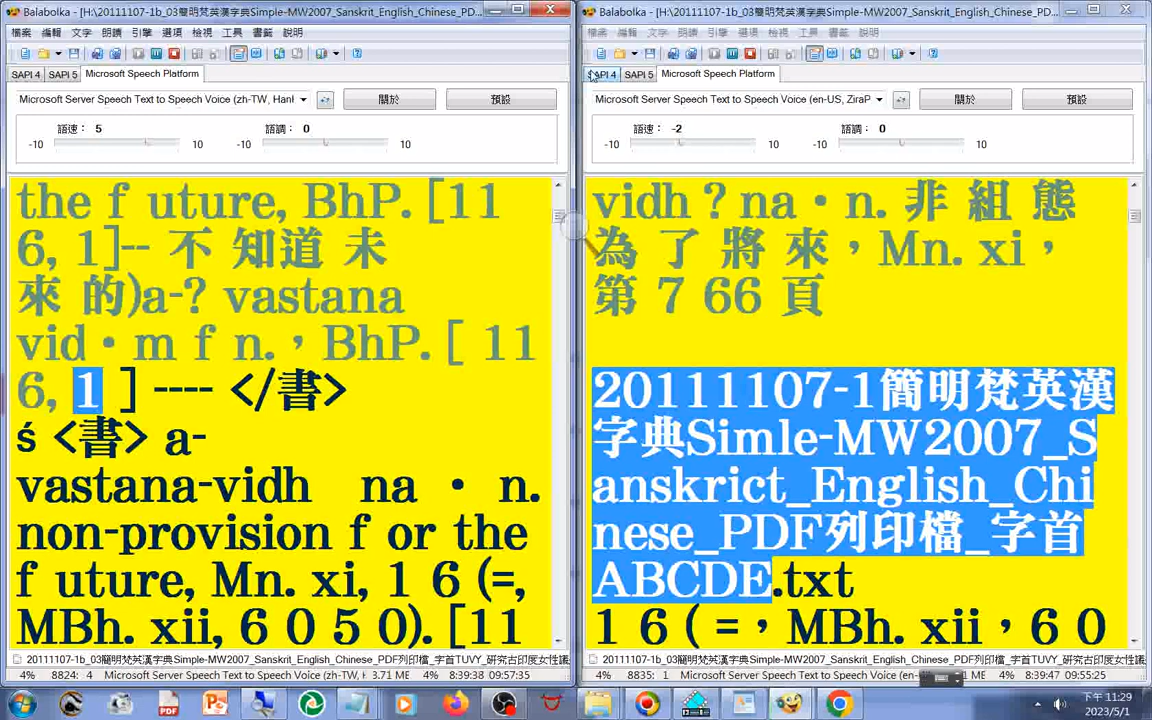 Balabolka - [H:\20111107-1b_03簡明梵英漢字典Simple-MW2007_Sanskrit_English_Chinese_PD...
檔案 編輯 文字 朗讀 引擎 選項 檢視 工具 書籤 說明
SAPI 4 SAPI 5 Microsoft Speech Platform
Microsoft Server Speech Text to Speech Voice (zh-TW, Hanl 關於 預設
語速： 5 語調： 0
-10 10 -10 10
the f uture, BhP. [11
6, 1]-- 不 知道 未
來 的)a-? vastana
vid・m f n.，BhP. [ 11
6, 1 ] ---- </書>
ś <書> a-
vastana-vidh na・n.
non-provision f or the
f uture, Mn. xi, 1 6 (=,
MBh. xii, 6 0 5 0). [11
20111107-1b_03簡明梵英漢字典Simple-MW2007_Sanskrit_English_Chinese_PDF列印檔_字首TUVY_研究古印度女性議
4% 8824: 4 Microsoft Server Speech Text to Speech Voice (zh-TW, H 3.71 ME 4% 8:39:38 09:57:35
Balabolka - [H:\20111107-1b_03簡明梵英漢字典Simple-MW2007_Sanskrit_English_Chinese_PD...
檔案 編輯 文字 朗讀 引擎 選項 檢視 工具 書籤 說明
SAPI 4 SAPI 5 Microsoft Speech Platform
Microsoft Server Speech Text to Speech Voice (en-US, ZiraP 關於 預設
語速： -2 語調： 0
-10 10 -10 10
vidh ? na・n. 非 組 態
為 了 將 來，Mn. xi，
第 7 66 頁
20111107-1簡明梵英漢
字典Simle-MW2007_S
anskrict_English_Chi
nese_PDF列印檔_字首
ABCDE.txt
1 6 ( =，MBh. xii，6 0
20111107-1b_03簡明梵英漢字典Simple-MW2007_Sanskrit_English_Chinese_PDF列印檔_字首TUVY_研究古印度女性議
4% 8835: 1 Microsoft Server Speech Text to Speech Voice (en-U 3.71 ME 4% 8:39:47 09:55:25
下午 11:29
2023/5/1